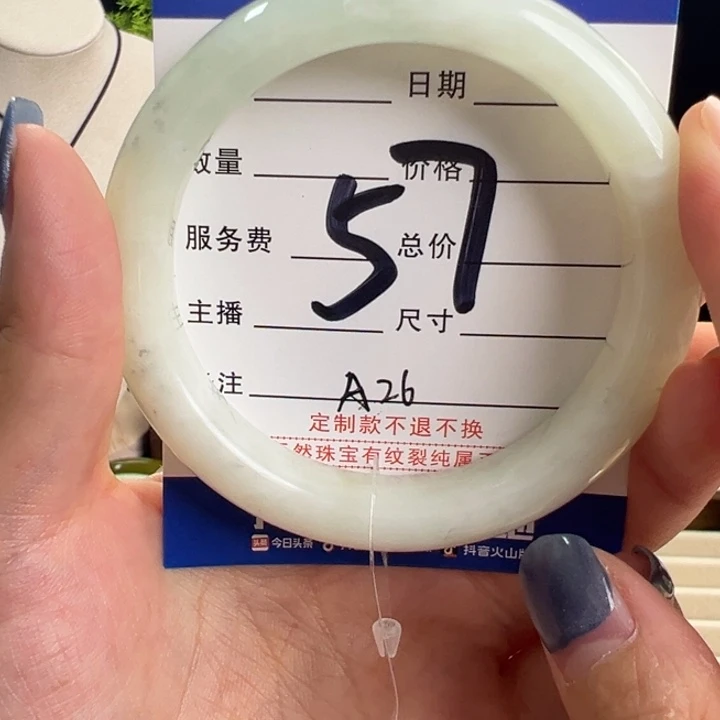 日期
数量 价格
57
服务费 总价
主播 尺寸
注
A26
定制款不退不换
然珠宝有纹裂纯属
今日头条 抖音火山版